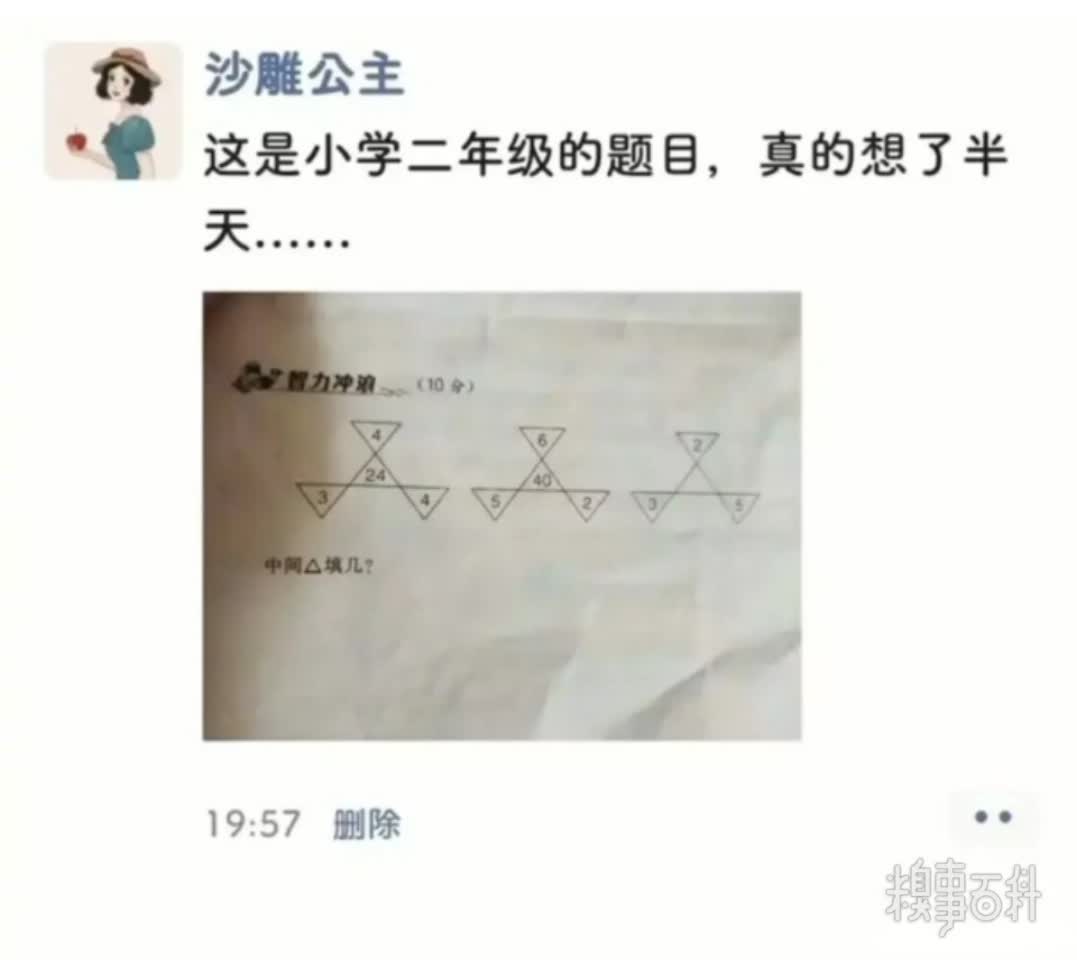 沙雕公主
这是小学二年级的题目，真的想了半
天……
智力冲浪（10分）
4 6 2
24 40
3 4 5 2 3 5
中间△填几？
19:57 删除
糗事百科